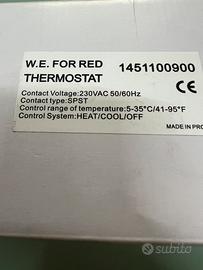 W.E. FOR RED 1451100900
THERMOSTAT
Contact Voltage:230VAC 50/60Hz
Contact type:SPST
Control range of temperature:5-35°C/41-95°F
Control System:HEAT/COOL/OFF
CE
MADE IN PRC
subito